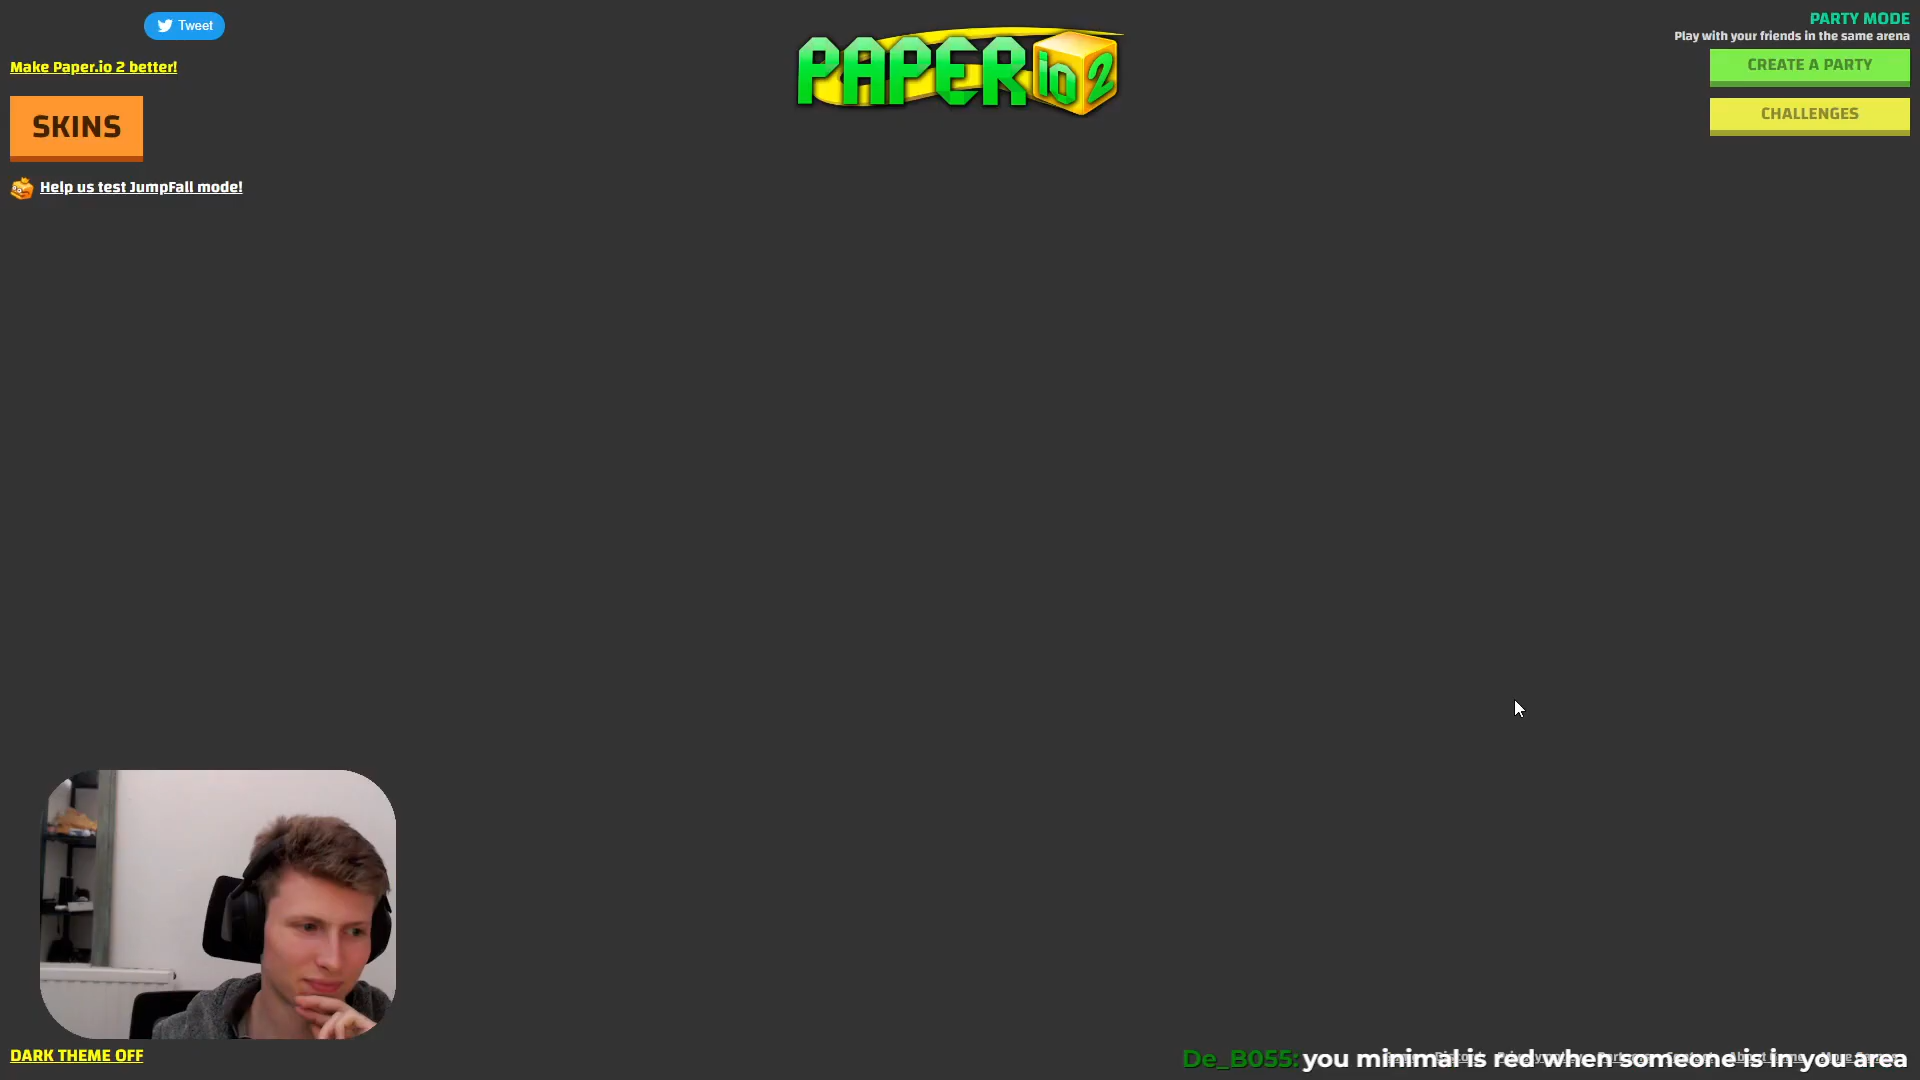 Tweet
Make Paper.io 2 better!
SKINS
Help us test JumpFall mode!
PAPER io 2
PARTY MODE
Play with your friends in the same arena
CREATE A PARTY
CHALLENGES
DARK THEME OFF
De_B055: you minimal is red when someone is in you area